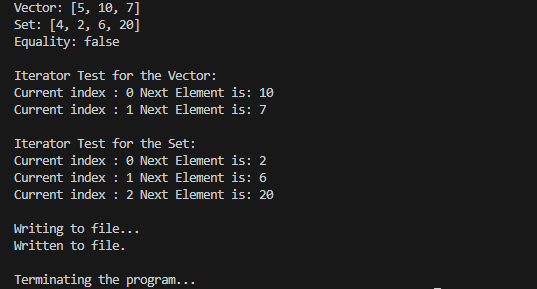 Vector: [5, 10, 7]
Set: [4, 2, 6, 20]
Equality: false
Iterator Test for the Vector:
Current index : 0 Next Element is: 10
Current index : 1 Next Element is: 7
Iterator Test for the Set:
Current index : 0 Next Element is: 2
Current index : 1 Next Element is: 6
Current index : 2 Next Element is: 20
Writing to file...
Written to file.
Terminating the program...